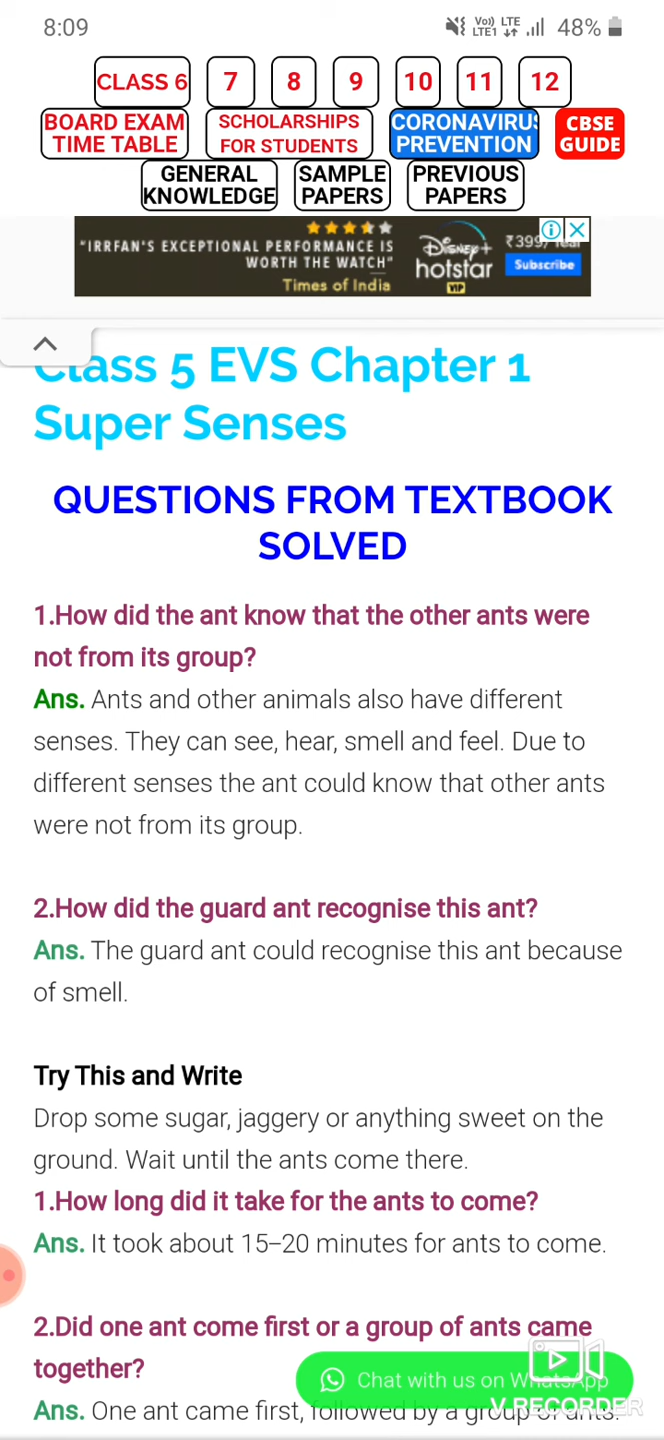 8:09
Vo)) LTE
LTE1
48%
CLASS 6 7 8 9 10 11 12
BOARD EXAM
TIME TABLE
SCHOLARSHIPS
FOR STUDENTS
CORONAVIRUS
PREVENTION
CBSE
GUIDE
GENERAL
KNOWLEDGE
SAMPLE
PAPERS
PREVIOUS
PAPERS
"IRRFAN'S EXCEPTIONAL PERFORMANCE IS
WORTH THE WATCH"
Times of India
Disney+
hotstar
VIP
₹399/ Year
Subscribe
Class 5 EVS Chapter 1
Super Senses
QUESTIONS FROM TEXTBOOK
SOLVED
1.How did the ant know that the other ants were
not from its group?
Ans. Ants and other animals also have different
senses. They can see, hear, smell and feel. Due to
different senses the ant could know that other ants
were not from its group.
2.How did the guard ant recognise this ant?
Ans. The guard ant could recognise this ant because
of smell.
Try This and Write
Drop some sugar, jaggery or anything sweet on the
ground. Wait until the ants come there.
1.How long did it take for the ants to come?
Ans. It took about 15–20 minutes for ants to come.
2.Did one ant come first or a group of ants came
together?
Chat with us on WhatsApp
V RECORDER
Ans. One ant came first, followed by a group of ants.